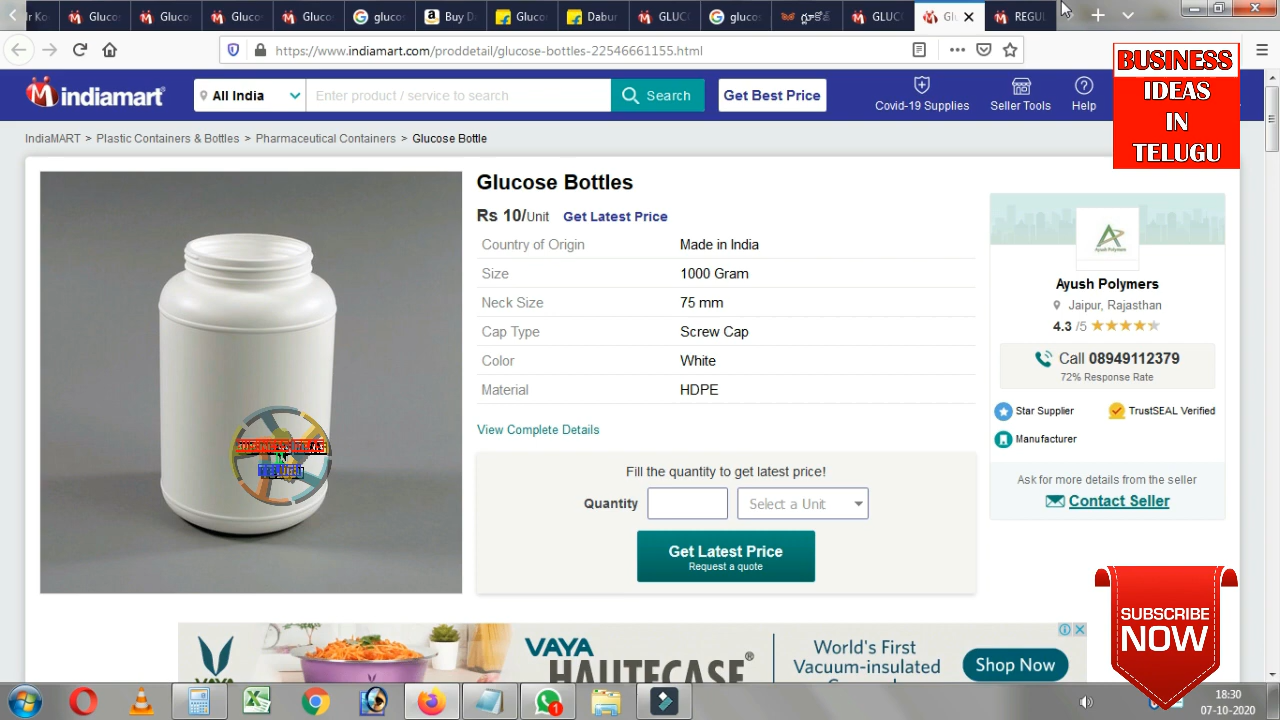 Gluco:
Gluco:
Gluco:
Gluco:
glucos
Buy D
Gluco:
Dabur
GLUC(
glucos
గ్లూకోజ్
GLUC(
REGUL
https://www.indiamart.com/proddetail/glucose-bottles-22546661155.html
BUSINESS
IDEAS
IN
TELUGU
indiamart
All India
Enter product / service to search
Search
Get Best Price
Covid-19 Supplies
Seller Tools
Help
IndiaMART > Plastic Containers & Bottles > Pharmaceutical Containers > Glucose Bottle
Glucose Bottles
Rs 10/Unit Get Latest Price
Country of Origin Made in India
Size 1000 Gram
Neck Size 75 mm
Cap Type Screw Cap
Color White
Material HDPE
View Complete Details
Fill the quantity to get latest price!
Quantity Select a Unit
Get Latest Price
Request a quote
Ayush Polymers
Ayush Polymers
Jaipur, Rajasthan
4.3 /5
Call 08949112379
72% Response Rate
Star Supplier TrustSEAL Verified
Manufacturer
Ask for more details from the seller
Contact Seller
VAYA
HAUTECASE®
World's First
Vacuum-insulated
Shop Now
SUBSCRIBE
NOW
1
18:30
07-10-2020